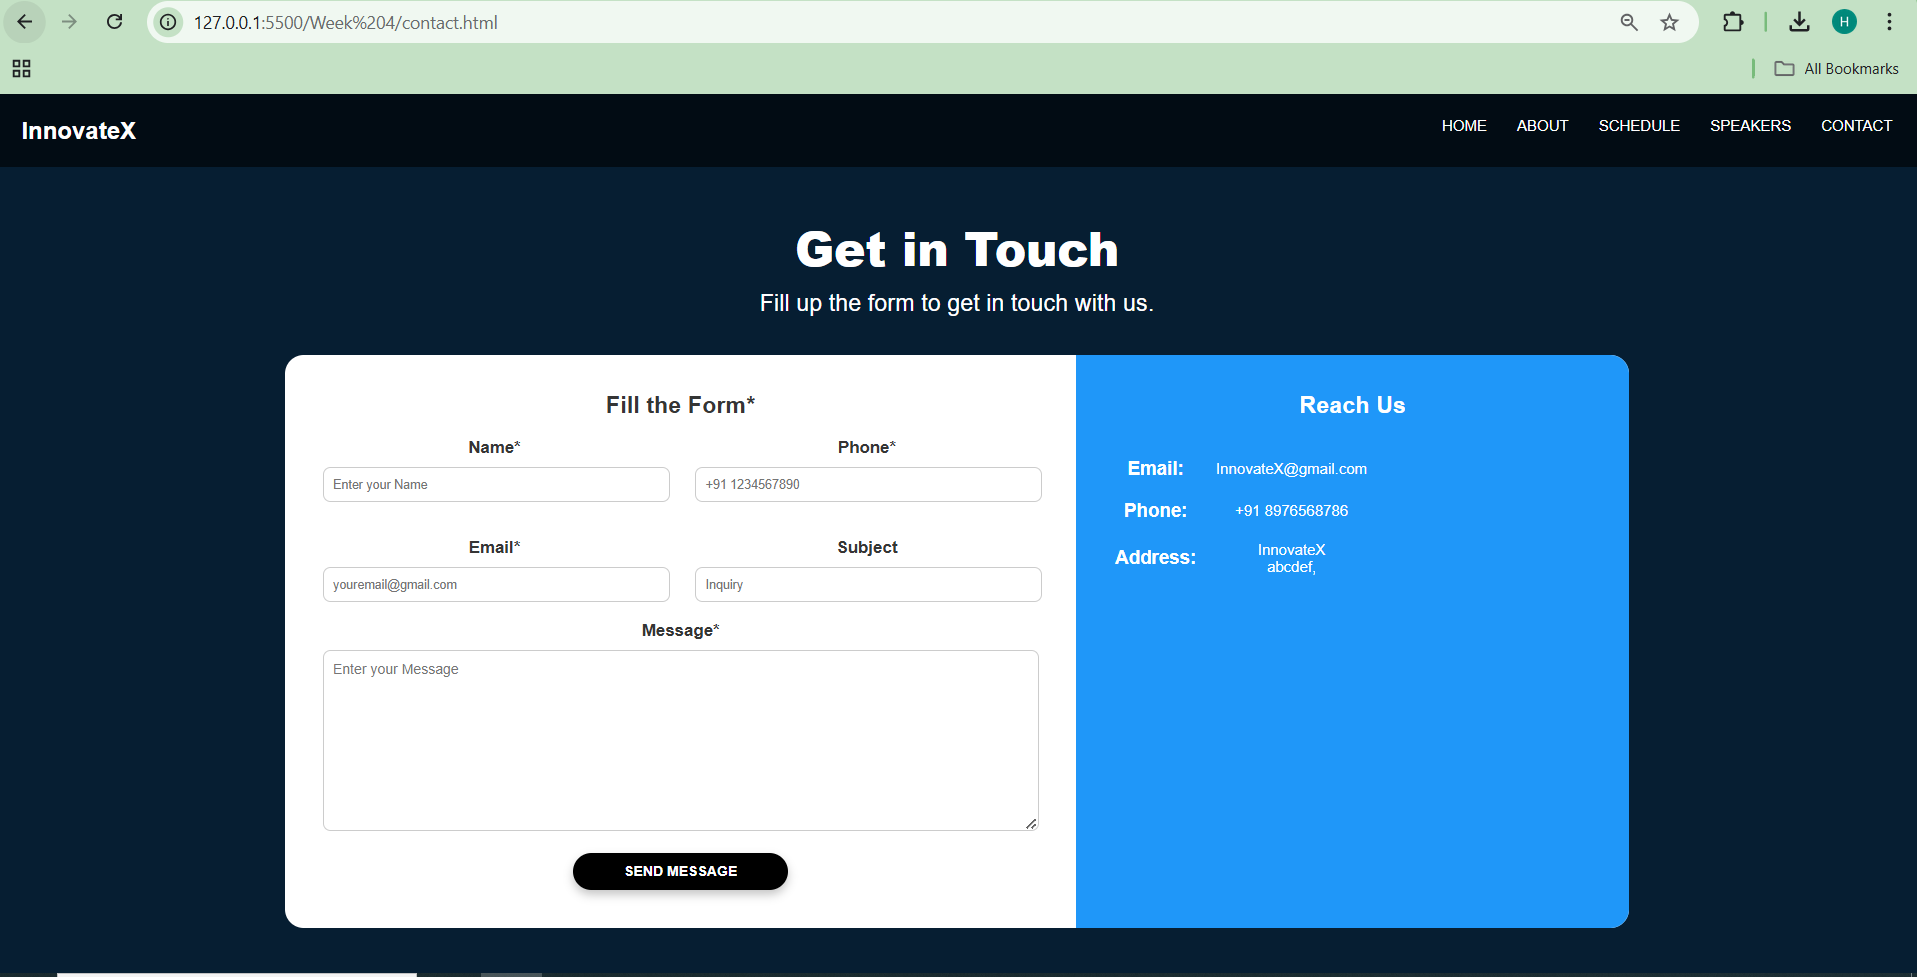 127.0.0.1:5500/Week%204/contact.html
H
All Bookmarks
InnovateX
HOME ABOUT SCHEDULE SPEAKERS CONTACT
Get in Touch
Fill up the form to get in touch with us.
Fill the Form*
Name* Phone*
Enter your Name +91 1234567890
Email* Subject
youremail@gmail.com Inquiry
Message*
Enter your Message
SEND MESSAGE
Reach Us
Email: InnovateX@gmail.com
Phone: +91 8976568786
Address: InnovateX
abcdef,